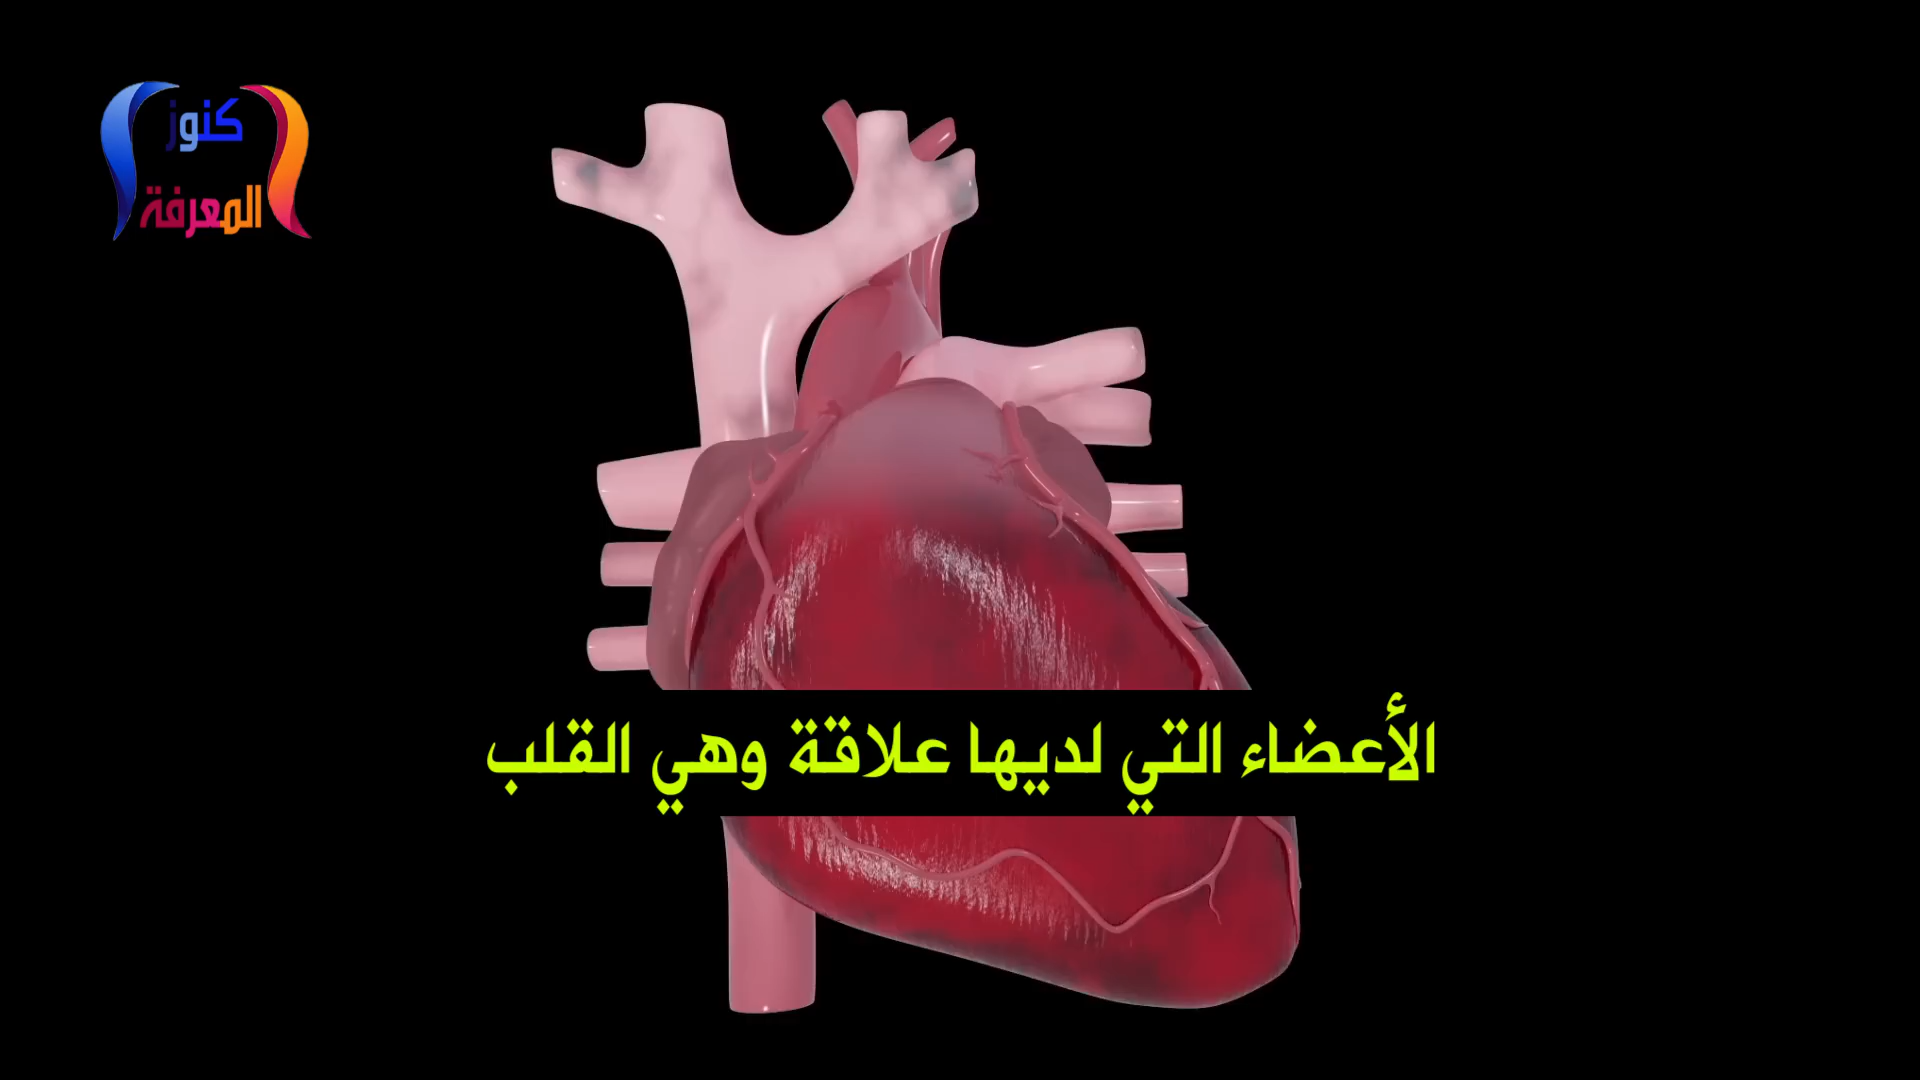 كنوز
المعرفة
الأعضاء التي لديها علاقة وهي القلب